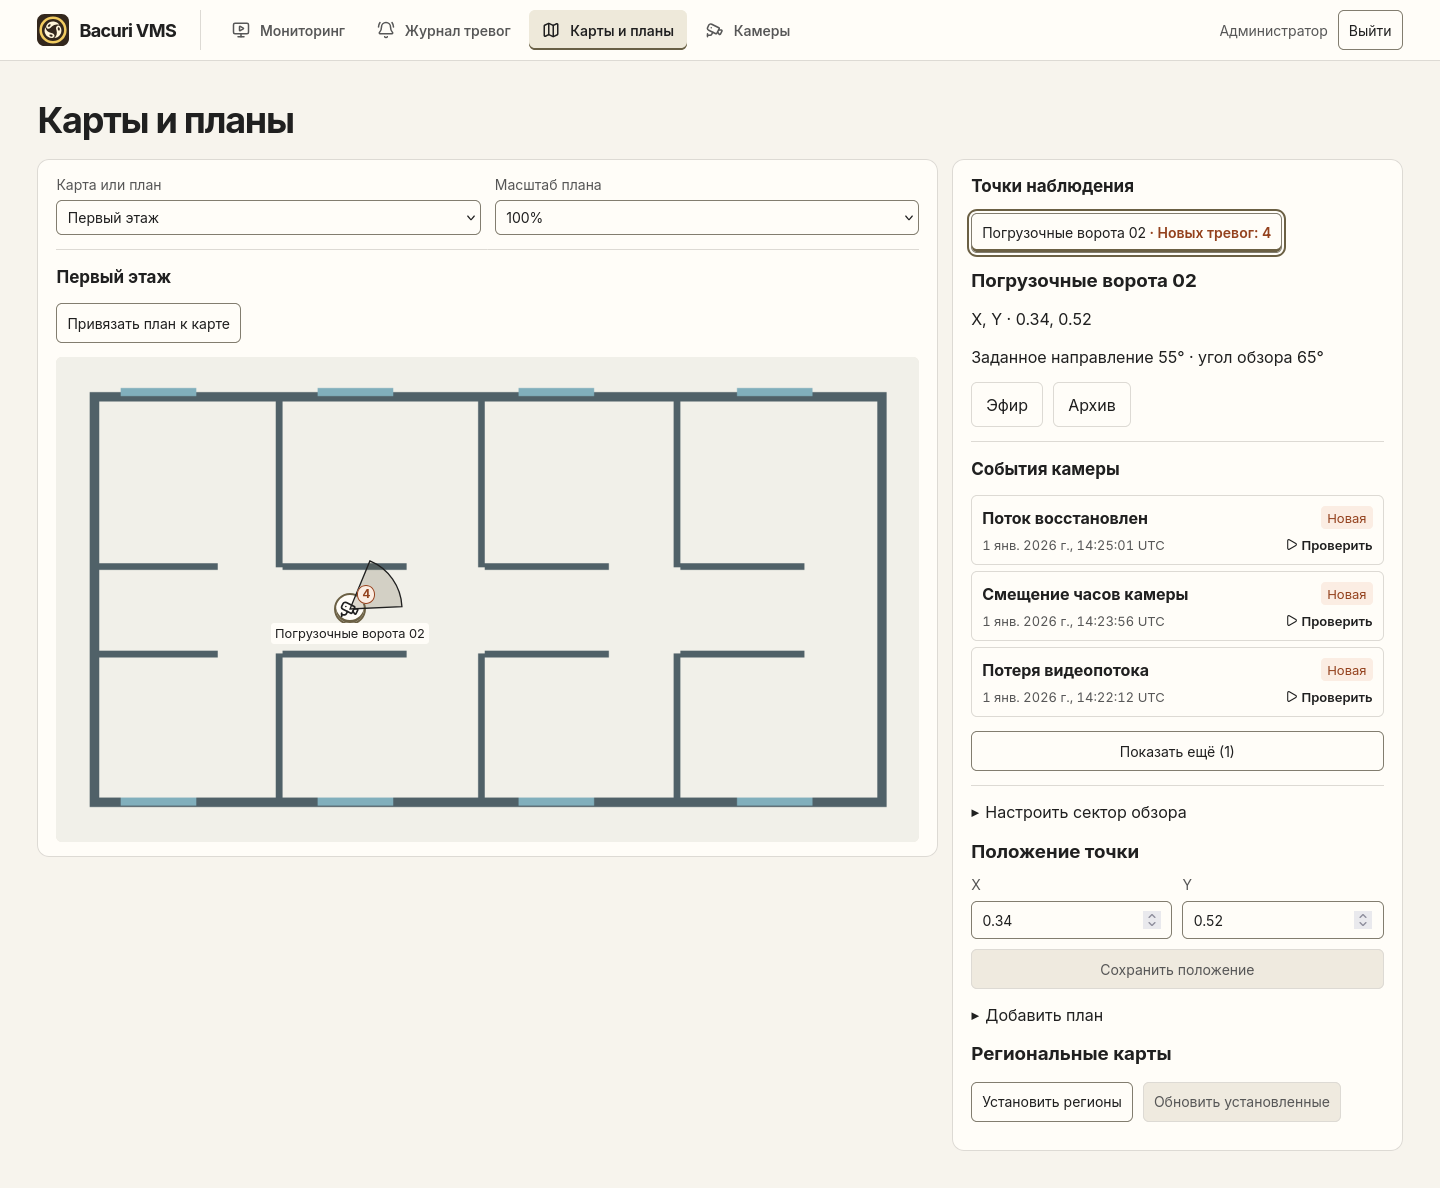 Bacuri VMS
Мониторинг
Журнал тревог
Карты и планы
Камеры
Администратор
Выйти
Карты и планы
Карта или план
Масштаб плана
Первый этаж
100%
Первый этаж
Привязать план к карте
4
Погрузочные ворота 02
Точки наблюдения
Погрузочные ворота 02 · Новых тревог: 4
Погрузочные ворота 02
X, Y · 0.34, 0.52
Заданное направление 55° · угол обзора 65°
Эфир
Архив
События камеры
Поток восстановлен
Новая
1 янв. 2026 г., 14:25:01 UTC
Проверить
Смещение часов камеры
Новая
1 янв. 2026 г., 14:23:56 UTC
Проверить
Потеря видеопотока
Новая
1 янв. 2026 г., 14:22:12 UTC
Проверить
Показать ещё (1)
Настроить сектор обзора
Положение точки
X
Y
0.34
0.52
Сохранить положение
Добавить план
Региональные карты
Установить регионы
Обновить установленные